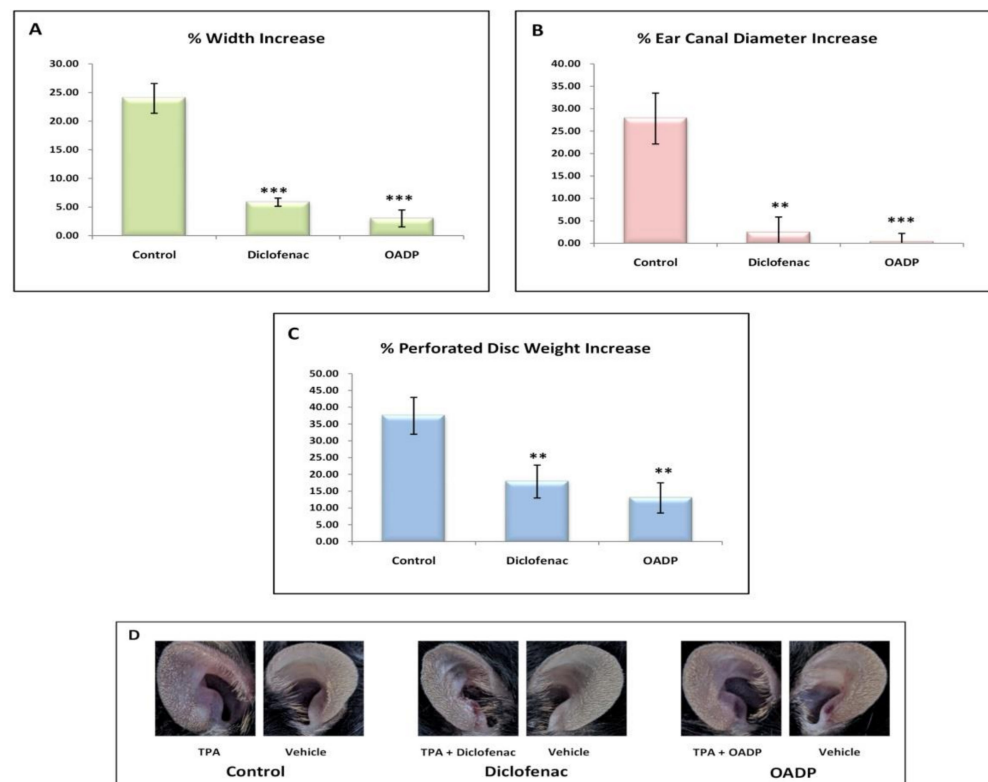 A
% Width Increase
30.00
25.00
20.00
15.00
10.00
5.00
0.00
***
***
Control Diclofenac OADP
B
% Ear Canal Diameter Increase
40.00
35.00
30.00
25.00
20.00
15.00
10.00
5.00
0.00
**
***
Control Diclofenac OADP
C
% Perforated Disc Weight Increase
50.00
45.00
40.00
35.00
30.00
25.00
20.00
15.00
10.00
5.00
0.00
**
**
Control Diclofenac OADP
D
TPA Vehicle TPA + Diclofenac Vehicle TPA + OADP Vehicle
Control Diclofenac OADP